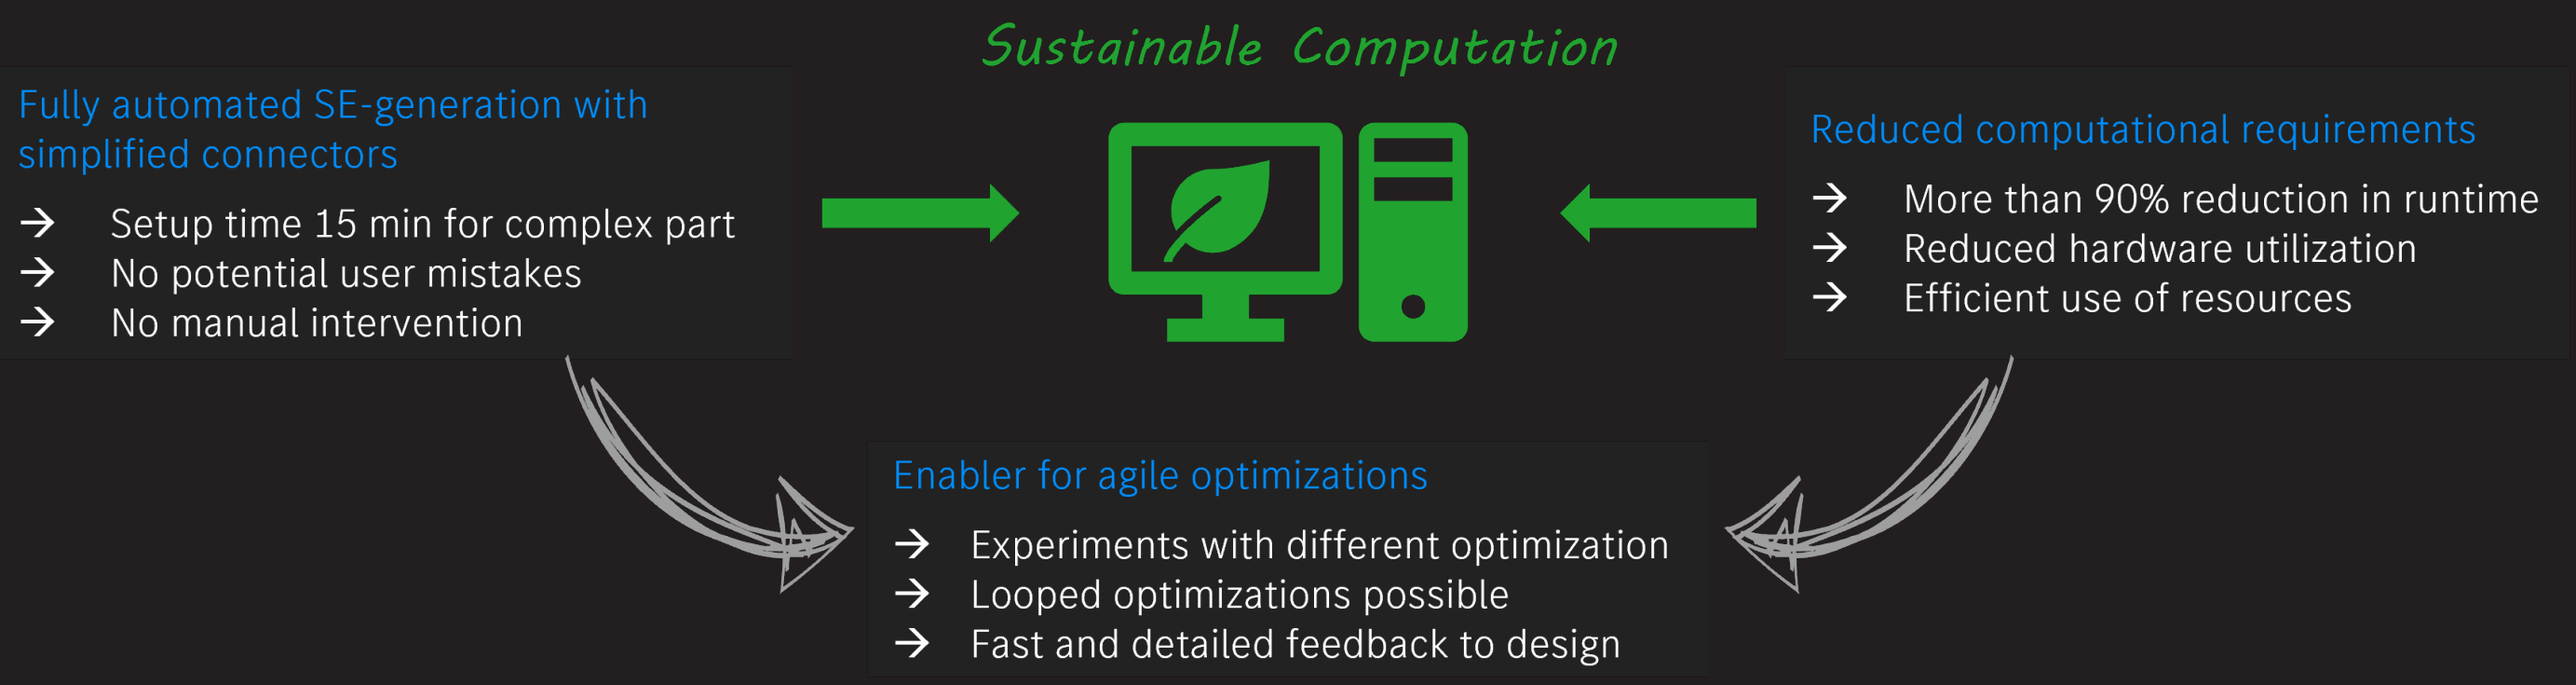 Sustainable Computation
Fully automated SE-generation with
simplified connectors
→ Setup time 15 min for complex part
→ No potential user mistakes
→ No manual intervention
Reduced computational requirements
→ More than 90% reduction in runtime
→ Reduced hardware utilization
→ Efficient use of resources
Enabler for agile optimizations
→ Experiments with different optimization
→ Looped optimizations possible
→ Fast and detailed feedback to design